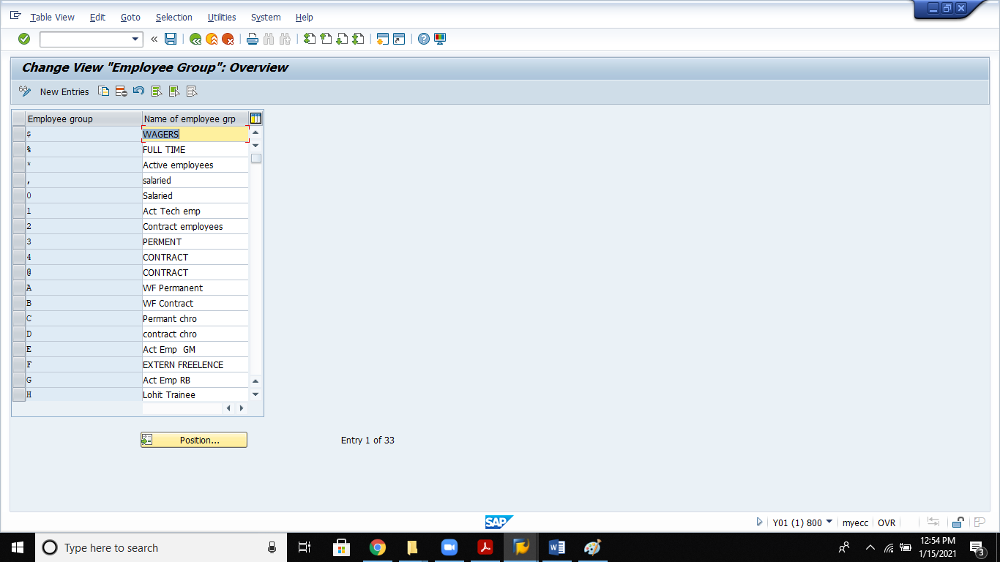 Table View Edit Goto Selection Utilities System Help
Change View "Employee Group": Overview
New Entries
Employee group Name of employee grp
$ WAGERS
% FULL TIME
* Active employees
, salaried
0 Salaried
1 Act Tech emp
2 Contract employees
3 PERMENT
4 CONTRACT
@ CONTRACT
A WF Permanent
B WF Contract
C Permant chro
D contract chro
E Act Emp  GM
F EXTERN FREELENCE
G Act Emp RB
H Lohit Trainee
Position... Entry 1 of 33
SAP Y01 (1) 800 myecc OVR
Type here to search 12:54 PM
1/15/2021 3